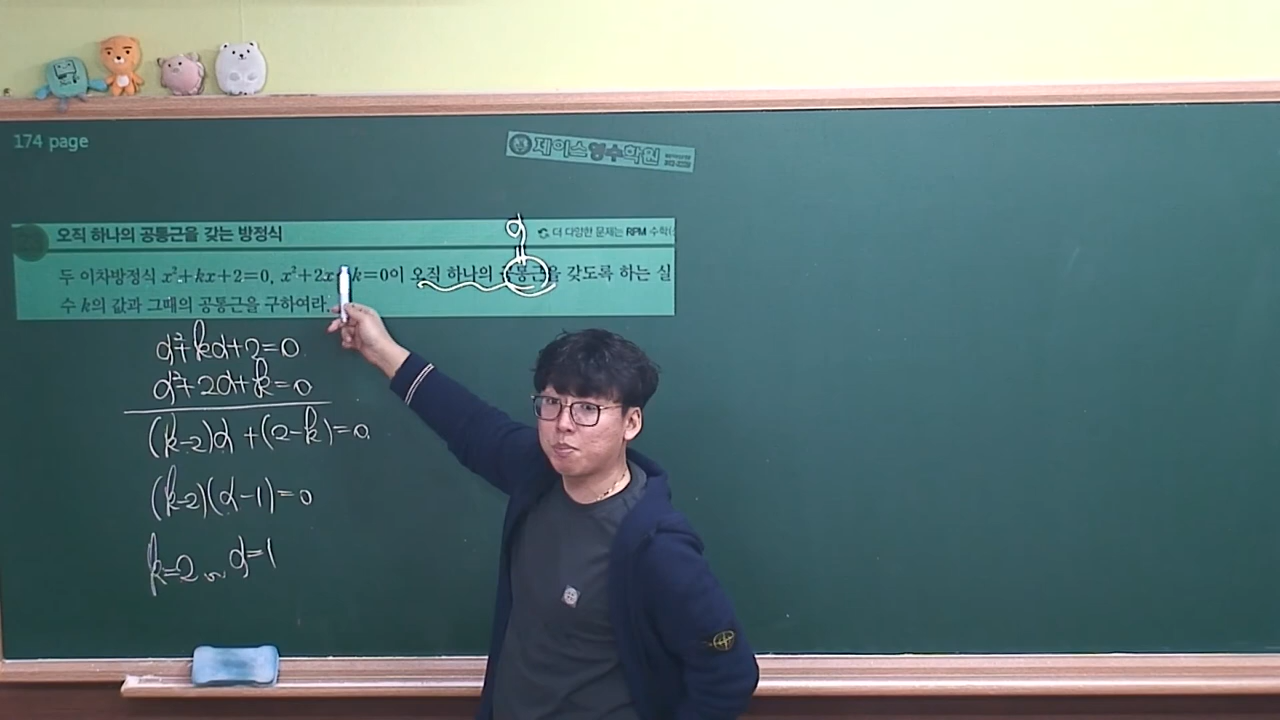 174 page
제이스영수학원
오직 하나의 공통근을 갖는 방정식
더 다양한 문제는 RPM 수학(
두 이차방정식 x²+kx+2=0, x²+2x+k=0이 오직 하나의 공통근을 갖도록 하는 실
수 k의 값과 그때의 공통근을 구하여라.
α
α²+kα+2=0
α²+2α+k=0
(k-2)α+(2-k)=0
(k-2)(α-1)=0
k=2 or α=1